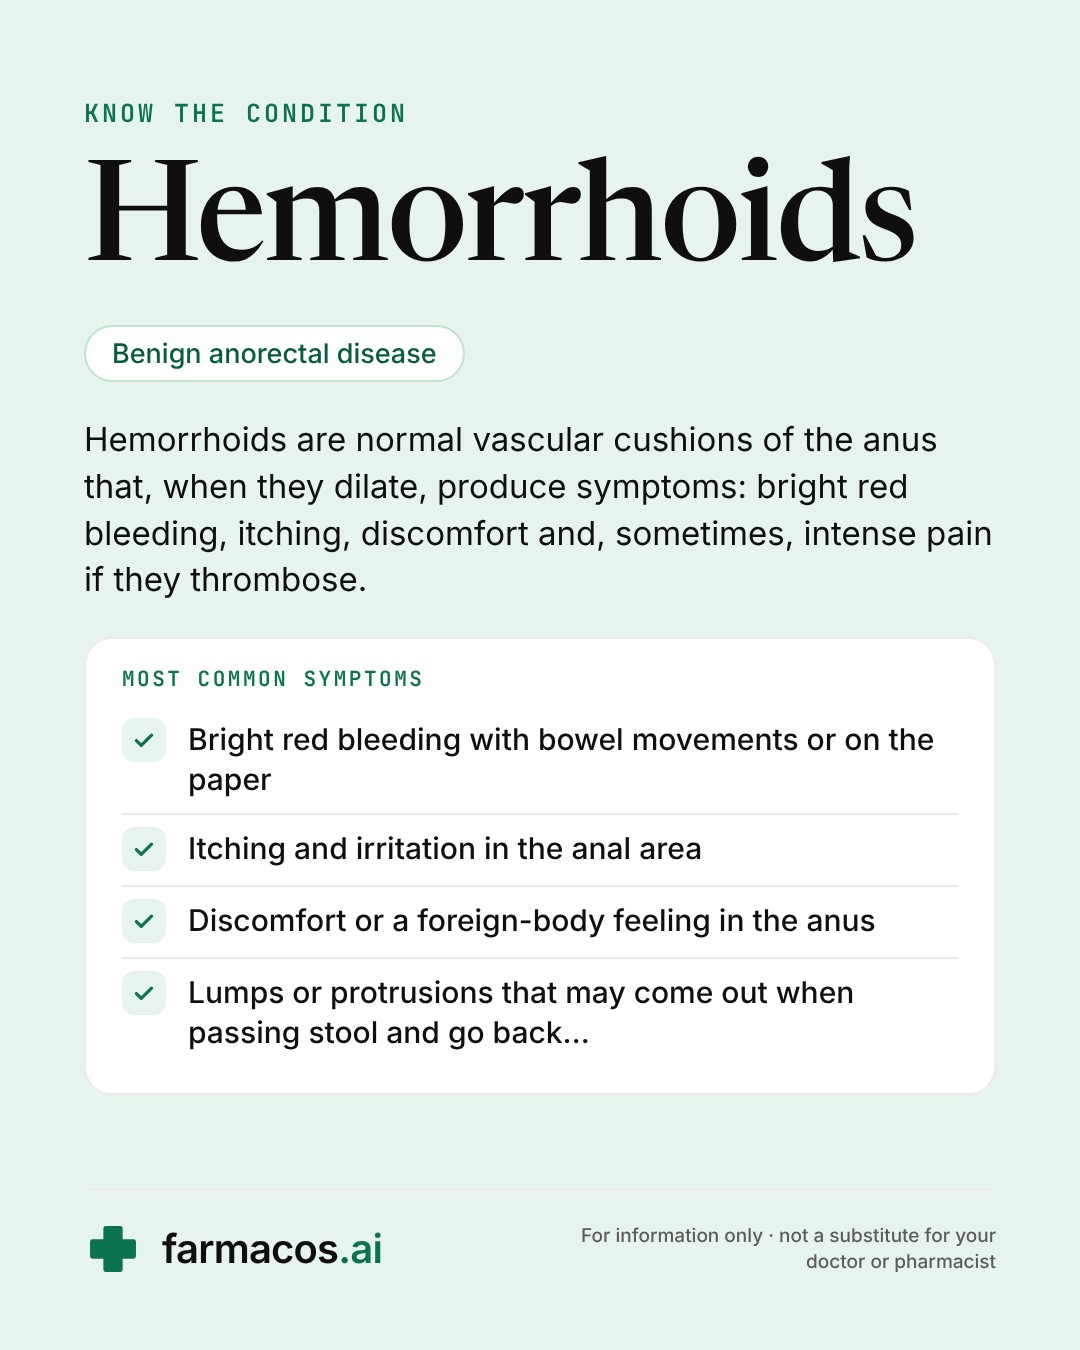 KNOW THE CONDITION
Hemorrhoids
Benign anorectal disease
Hemorrhoids are normal vascular cushions of the anus
that, when they dilate, produce symptoms: bright red
bleeding, itching, discomfort and, sometimes, intense pain
if they thrombose.
MOST COMMON SYMPTOMS
Bright red bleeding with bowel movements or on the
paper
Itching and irritation in the anal area
Discomfort or a foreign-body feeling in the anus
Lumps or protrusions that may come out when
passing stool and go back...
farmacos.ai
For information only · not a substitute for your
doctor or pharmacist